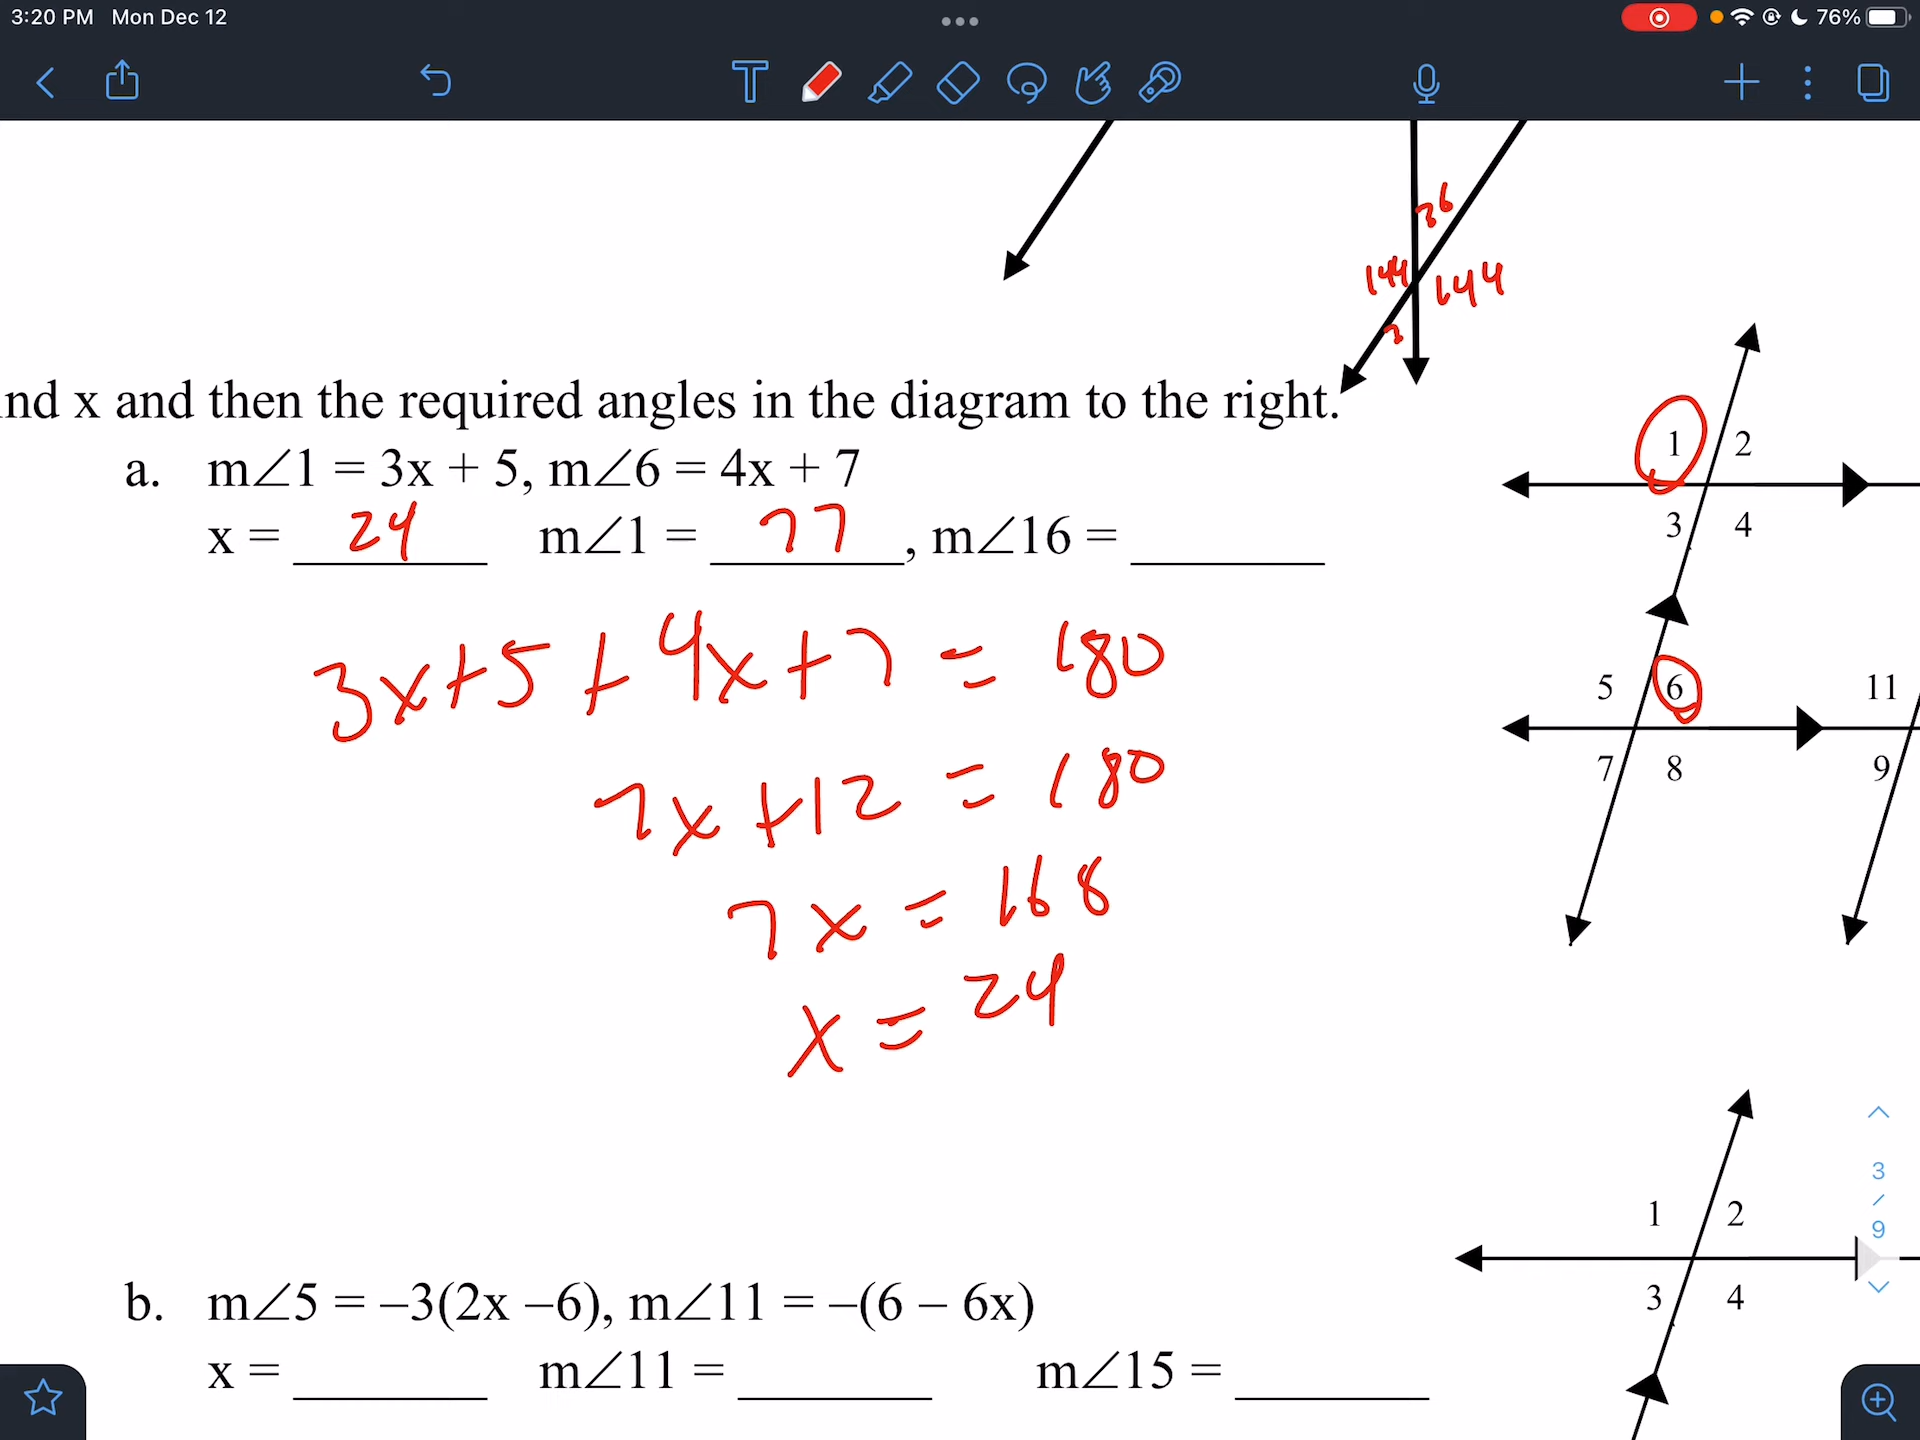 3:20 PM Mon Dec 12
76%
36
144 144
3
nd x and then the required angles in the diagram to the right.
a. m∠1 = 3x + 5, m∠6 = 4x + 7
x = 24 m∠1 = 77, m∠16 =
3x+5 + 4x+7 = 180
7x +12 = 180
7x = 168
x = 24
1 2
3 4
5 6 11
7 8 9
1 2
3 4
3
/
9
b. m∠5 = –3(2x –6), m∠11 = –(6 – 6x)
x = m∠11 = m∠15 =